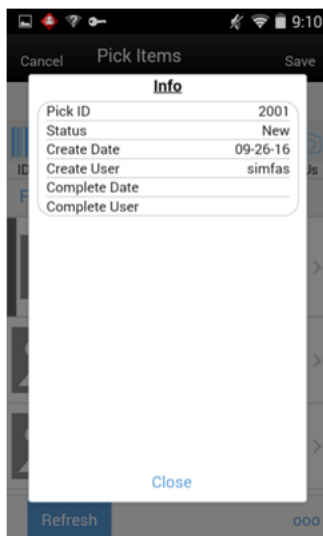 9:10
Cancel Pick Items Save
Info
Pick ID 2001
Status New
Create Date 09-26-16
Create User simfas
Complete Date
Complete User
Close
Refresh ooo